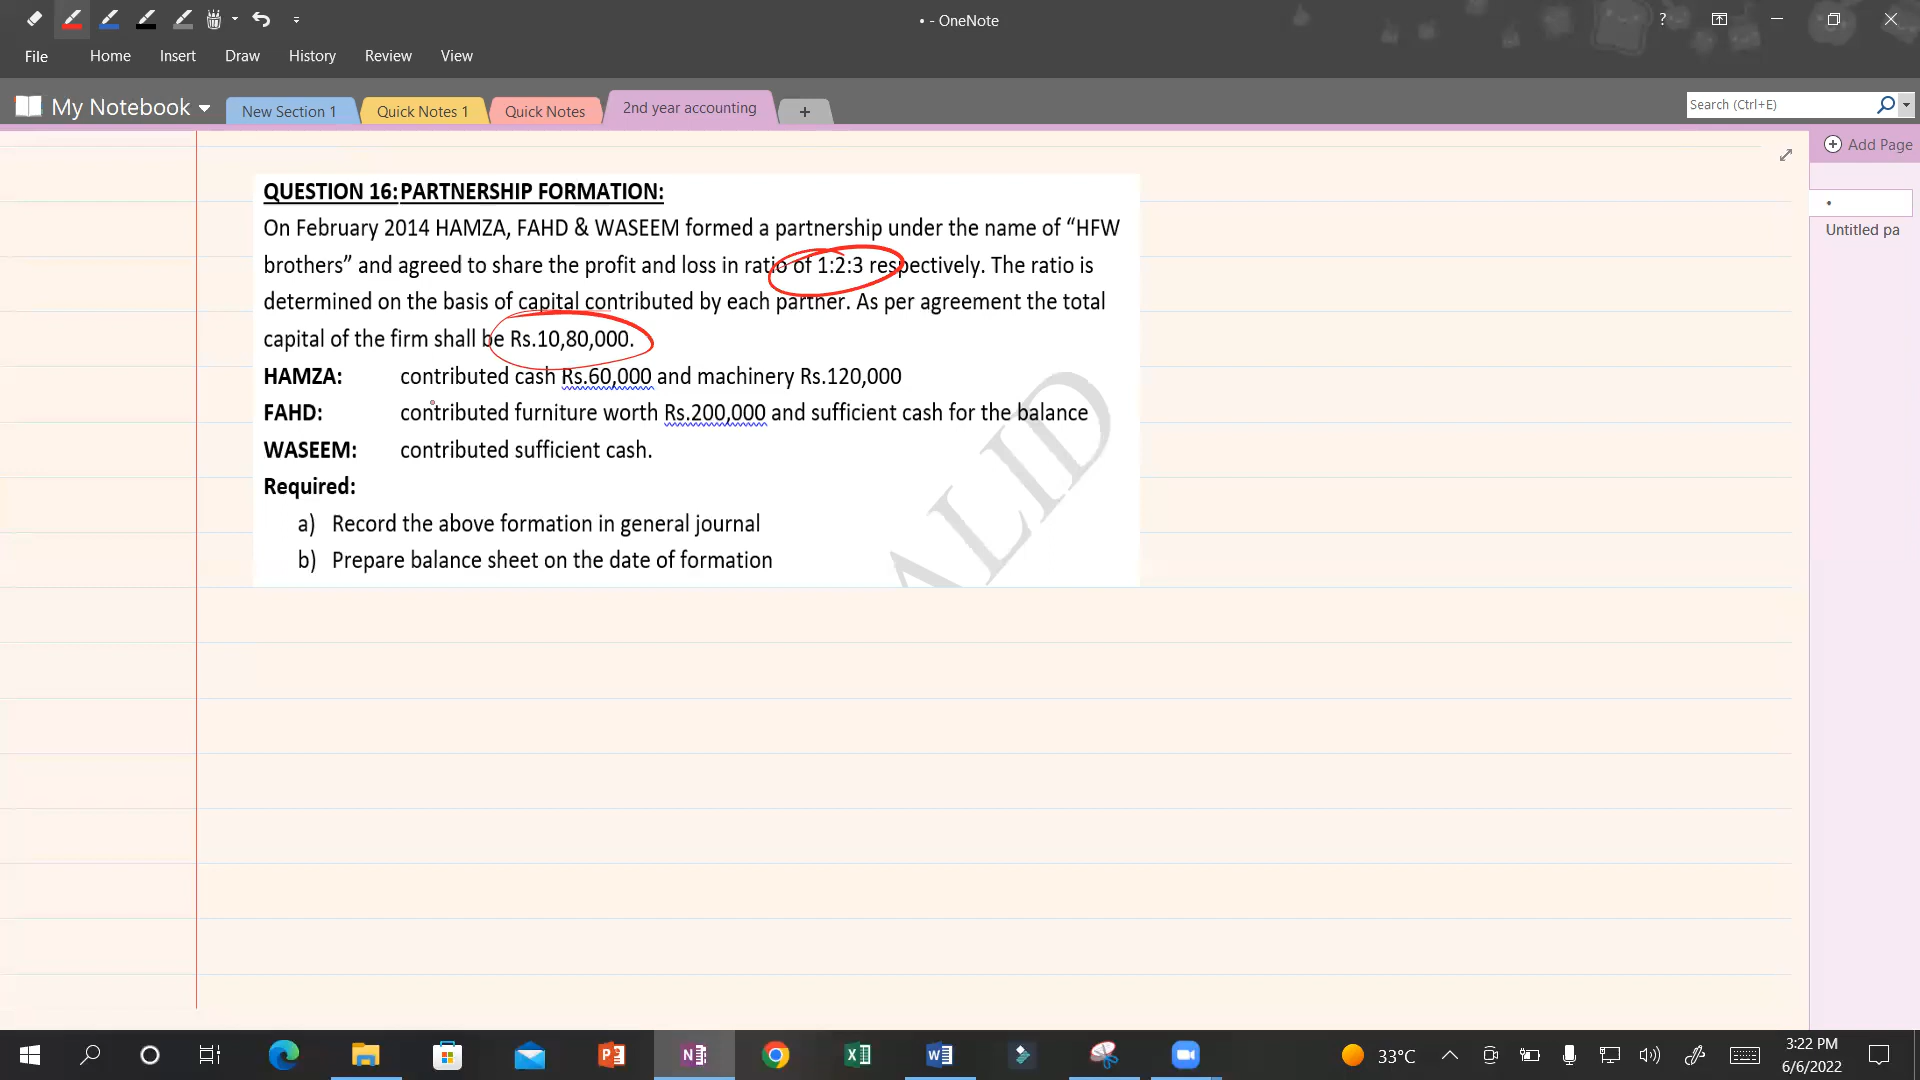 • - OneNote
?
File
Home
Insert
Draw
History
Review
View
My Notebook
New Section 1
Quick Notes 1
Quick Notes
2nd year accounting
+
Search (Ctrl+E)
Add Page
•
Untitled pa
QUESTION 16: PARTNERSHIP FORMATION:
On February 2014 HAMZA, FAHD & WASEEM formed a partnership under the name of “HFW
brothers” and agreed to share the profit and loss in ratio of 1:2:3 respectively. The ratio is
determined on the basis of capital contributed by each partner. As per agreement the total
capital of the firm shall be Rs.10,80,000.
HAMZA: contributed cash Rs.60,000 and machinery Rs.120,000
FAHD: contributed furniture worth Rs.200,000 and sufficient cash for the balance
WASEEM: contributed sufficient cash.
Required:
a) Record the above formation in general journal
b) Prepare balance sheet on the date of formation
ALID
33°C
3:22 PM
6/6/2022